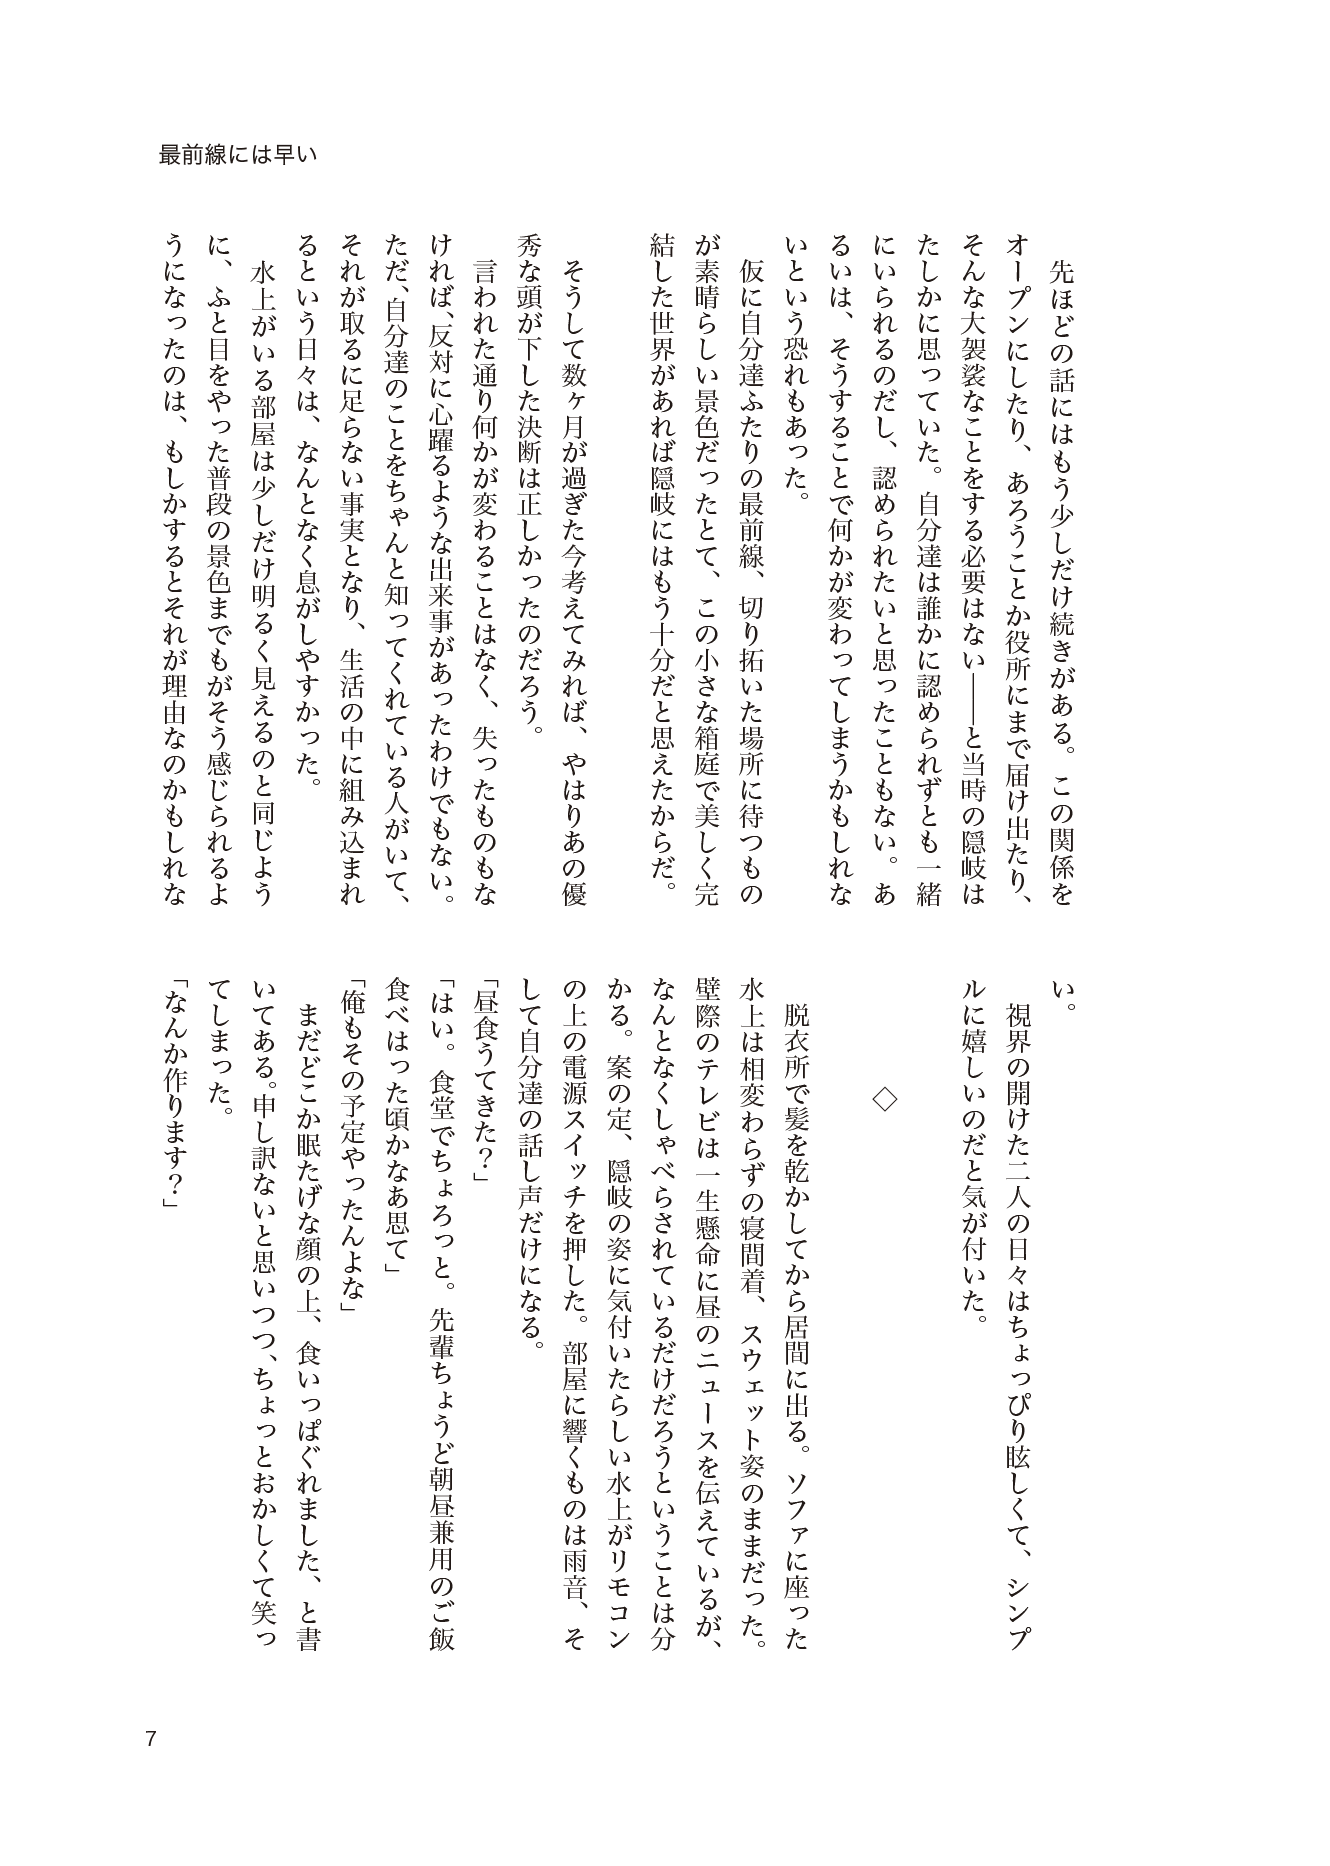 最前線には早い
　先ほどの話にはもう少しだけ続きがある。この関係を
オープンにしたり、あろうことか役所にまで届け出たり、
そんな大袈裟なことをする必要はない――と当時の隠岐は
たしかに思っていた。自分達は誰かに認められずとも一緒
にいられるのだし、認められたいと思ったこともない。あ
るいは、そうすることで何かが変わってしまうかもしれな
いという恐れもあった。
　仮に自分達ふたりの最前線、切り拓いた場所に待つもの
が素晴らしい景色だったとて、この小さな箱庭で美しく完
結した世界があれば隠岐にはもう十分だと思えたからだ。
　そうして数ヶ月が過ぎた今考えてみれば、やはりあの優
秀な頭が下した決断は正しかったのだろう。
　言われた通り何かが変わることはなく、失ったものもな
ければ、反対に心躍るような出来事があったわけでもない。
ただ、自分達のことをちゃんと知ってくれている人がいて、
それが取るに足らない事実となり、生活の中に組み込まれ
るという日々は、なんとなく息がしやすかった。
　水上がいる部屋は少しだけ明るく見えるのと同じよう
に、ふと目をやった普段の景色までもがそう感じられるよ
うになったのは、もしかするとそれが理由なのかもしれな
い。
　視界の開けた二人の日々はちょっぴり眩しくて、シンプ
ルに嬉しいのだと気が付いた。
◇
　脱衣所で髪を乾かしてから居間に出る。ソファに座った
水上は相変わらずの寝間着、スウェット姿のままだった。
壁際のテレビは一生懸命に昼のニュースを伝えているが、
なんとなくしゃべらされているだけだろうということは分
かる。案の定、隠岐の姿に気付いたらしい水上がリモコン
の上の電源スイッチを押した。部屋に響くものは雨音、そ
して自分達の話し声だけになる。
「昼食うてきた？」
「はい。食堂でちょろっと。先輩ちょうど朝昼兼用のご飯
食べはった頃かなあ思て」
「俺もその予定やったんよな」
　まだどこか眠たげな顔の上、食いっぱぐれました、と書
いてある。申し訳ないと思いつつ、ちょっとおかしくて笑っ
てしまった。
「なんか作ります？」
7